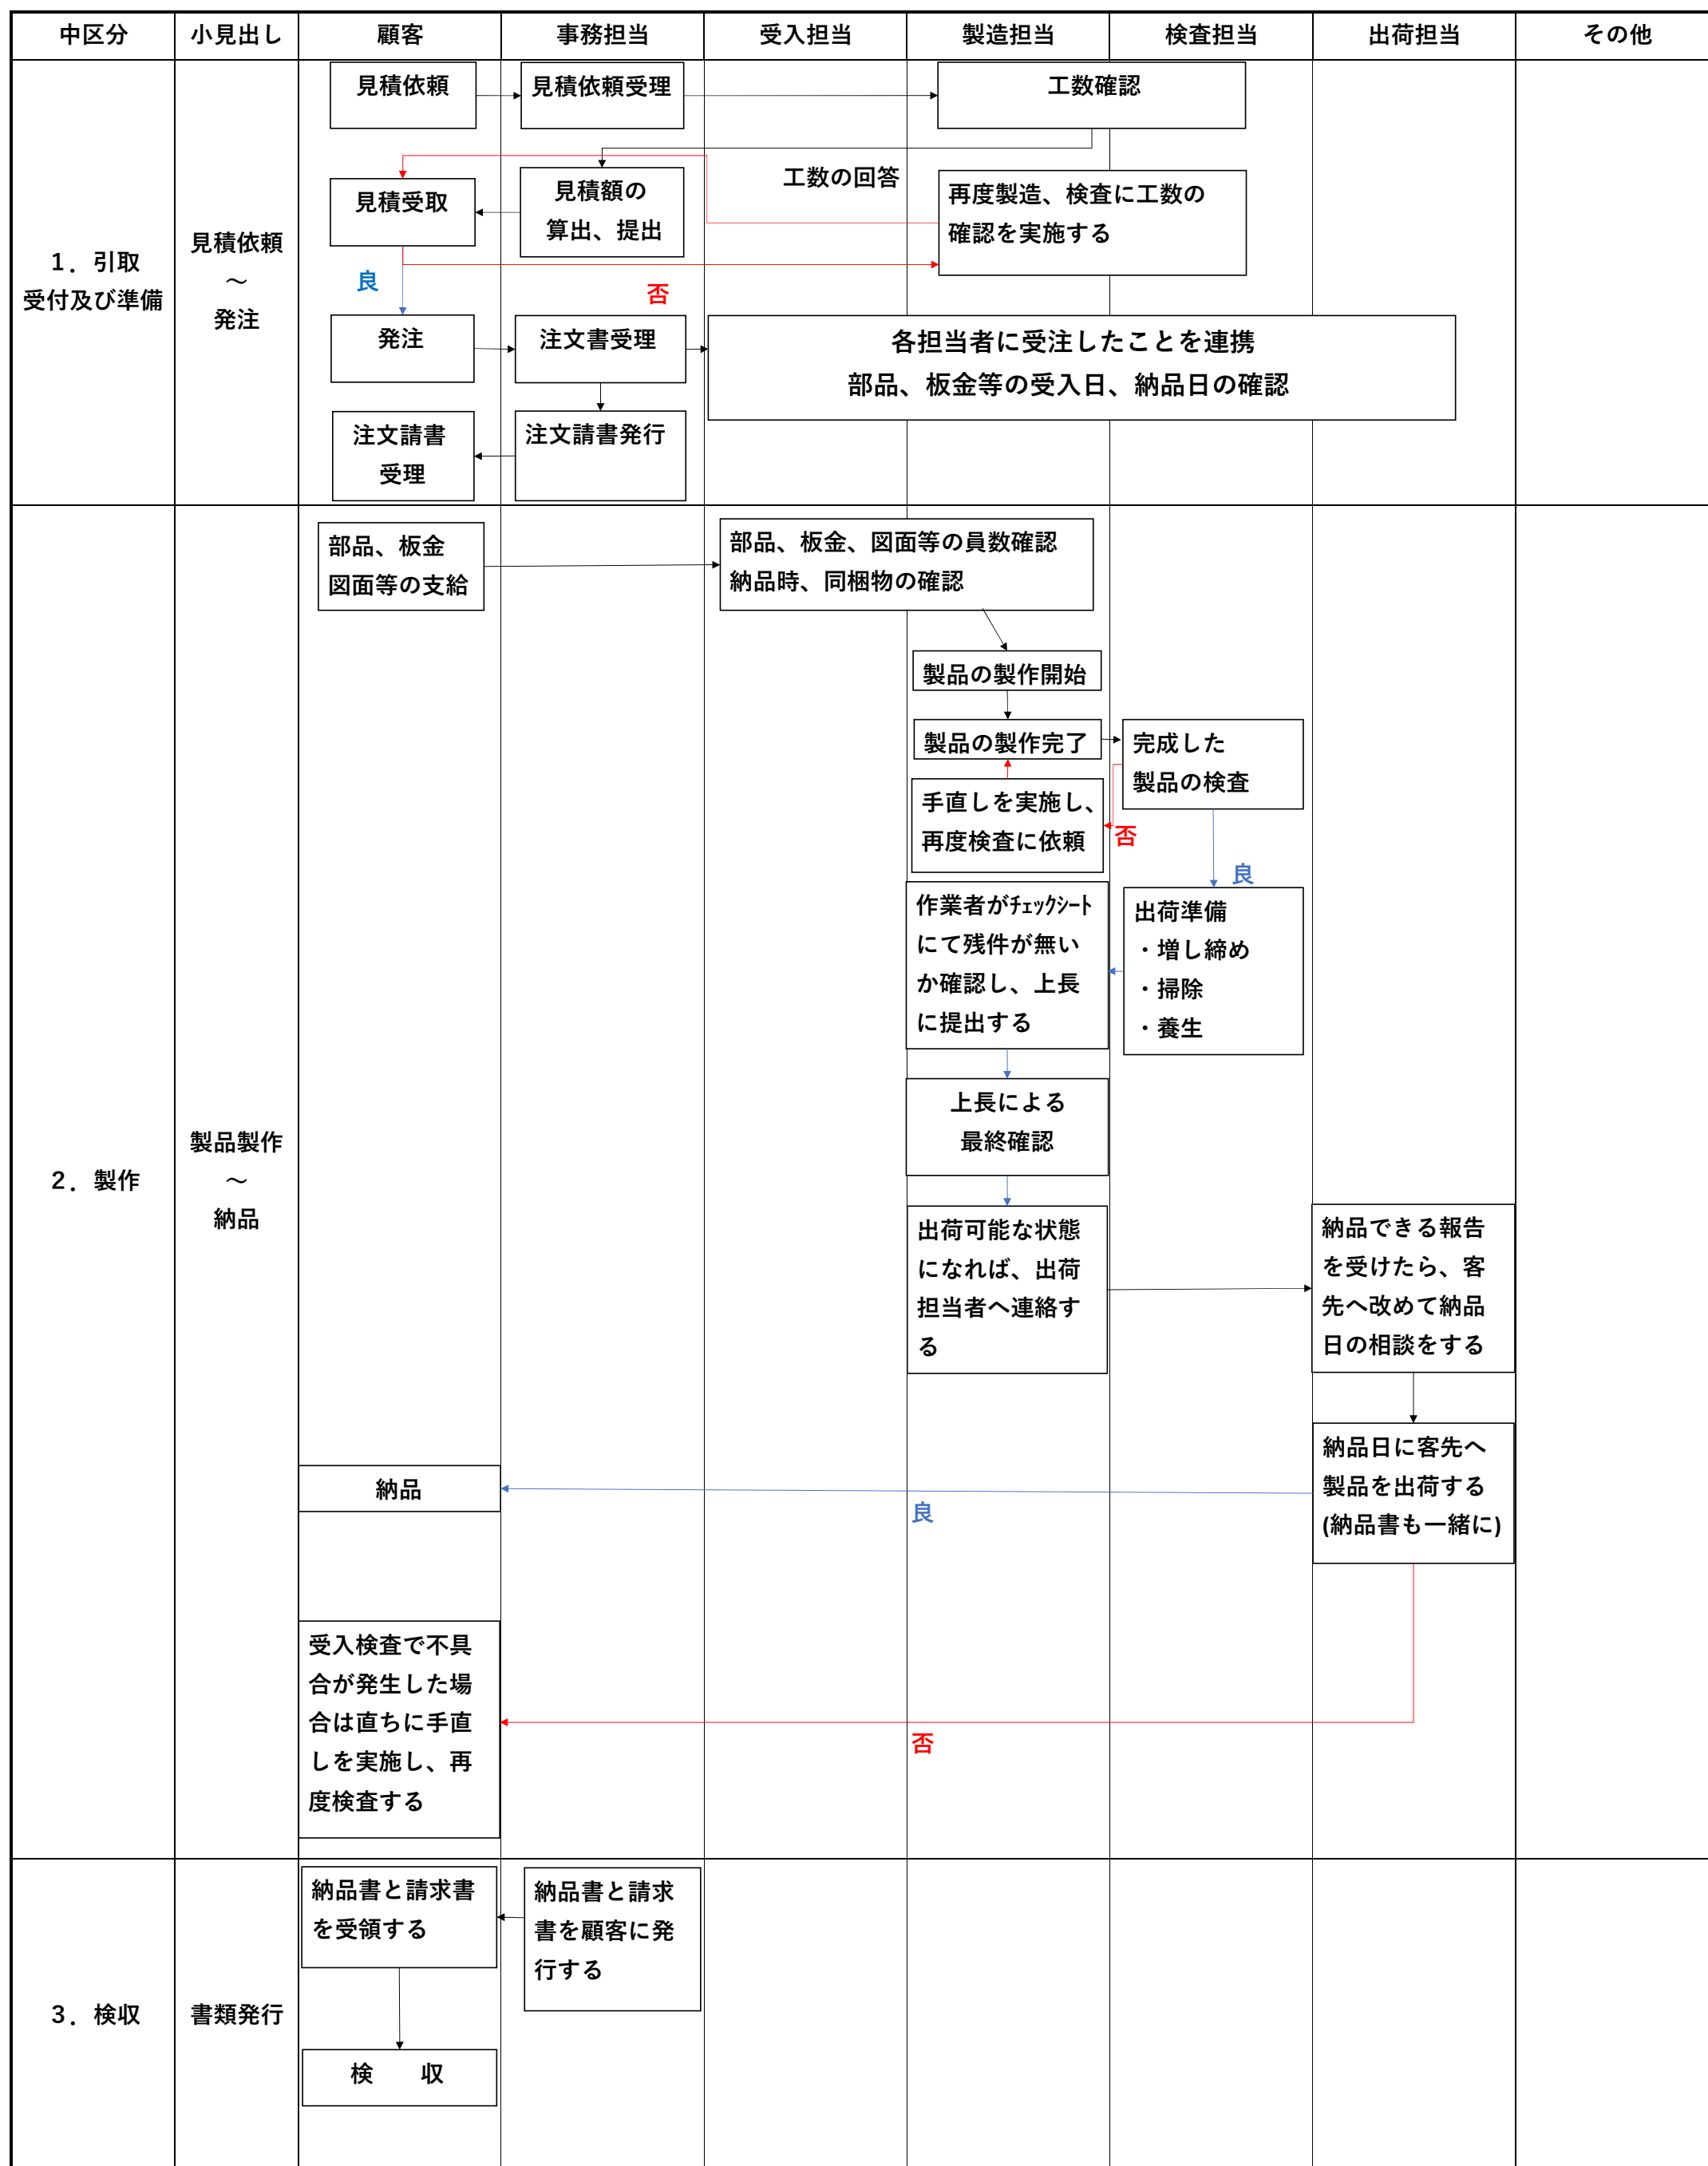 中区分
小見出し
顧客
事務担当
受入担当
製造担当
検査担当
出荷担当
その他
1．引取
受付及び準備
見積依頼
～
発注
見積依頼
見積依頼受理
工数確認
工数の回答
見積受取
見積額の
算出、提出
再度製造、検査に工数の
確認を実施する
良
否
発注
注文書受理
各担当者に受注したことを連携
部品、板金等の受入日、納品日の確認
注文請書
受理
注文請書発行
2．製作
製品製作
～
納品
部品、板金
図面等の支給
部品、板金、図面等の員数確認
納品時、同梱物の確認
製品の製作開始
製品の製作完了
完成した
製品の検査
手直しを実施し、
再度検査に依頼
否
良
作業者がﾁｪｯｸｼｰﾄ
にて残件が無い
か確認し、上長
に提出する
出荷準備
・増し締め
・掃除
・養生
上長による
最終確認
出荷可能な状態
になれば、出荷
担当者へ連絡す
る
納品できる報告
を受けたら、客
先へ改めて納品
日の相談をする
納品日に客先へ
製品を出荷する
(納品書も一緒に)
納品
良
受入検査で不具
合が発生した場
合は直ちに手直
しを実施し、再
度検査する
否
3．検収
書類発行
納品書と請求書
を受領する
納品書と請求
書を顧客に発
行する
検　　収